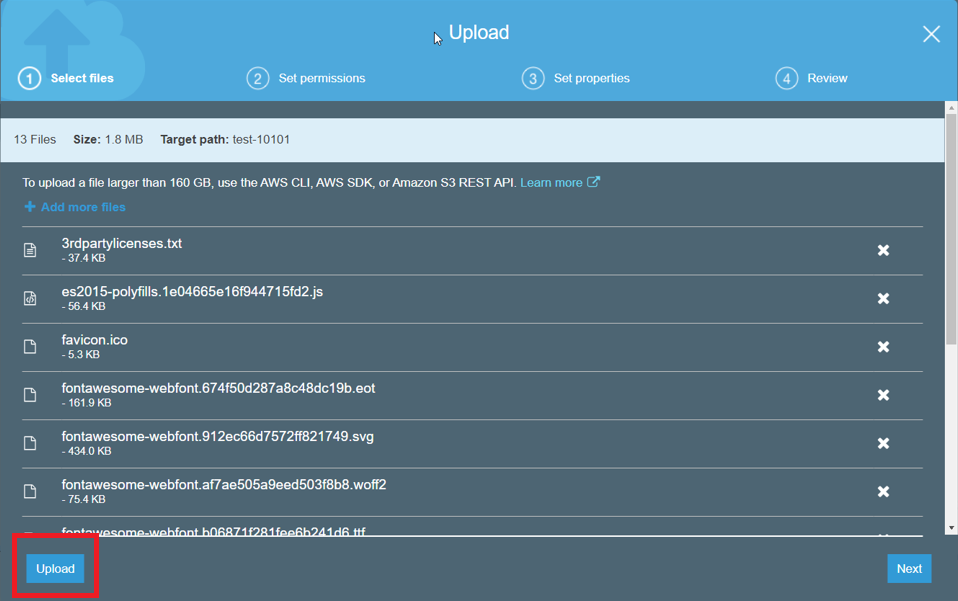 Upload
1 Select files
2 Set permissions
3 Set properties
4 Review
13 Files Size: 1.8 MB Target path: test-10101
To upload a file larger than 160 GB, use the AWS CLI, AWS SDK, or Amazon S3 REST API. Learn more
Add more files
3rdpartylicenses.txt
- 37.4 KB
es2015-polyfills.1e04665e16f944715fd2.js
- 56.4 KB
favicon.ico
- 5.3 KB
fontawesome-webfont.674f50d287a8c48dc19b.eot
- 161.9 KB
fontawesome-webfont.912ec66d7572ff821749.svg
- 434.0 KB
fontawesome-webfont.af7ae505a9eed503f8b8.woff2
- 75.4 KB
fontawesome-webfont.b06871f281fee6b241d6.ttf
Upload
Next